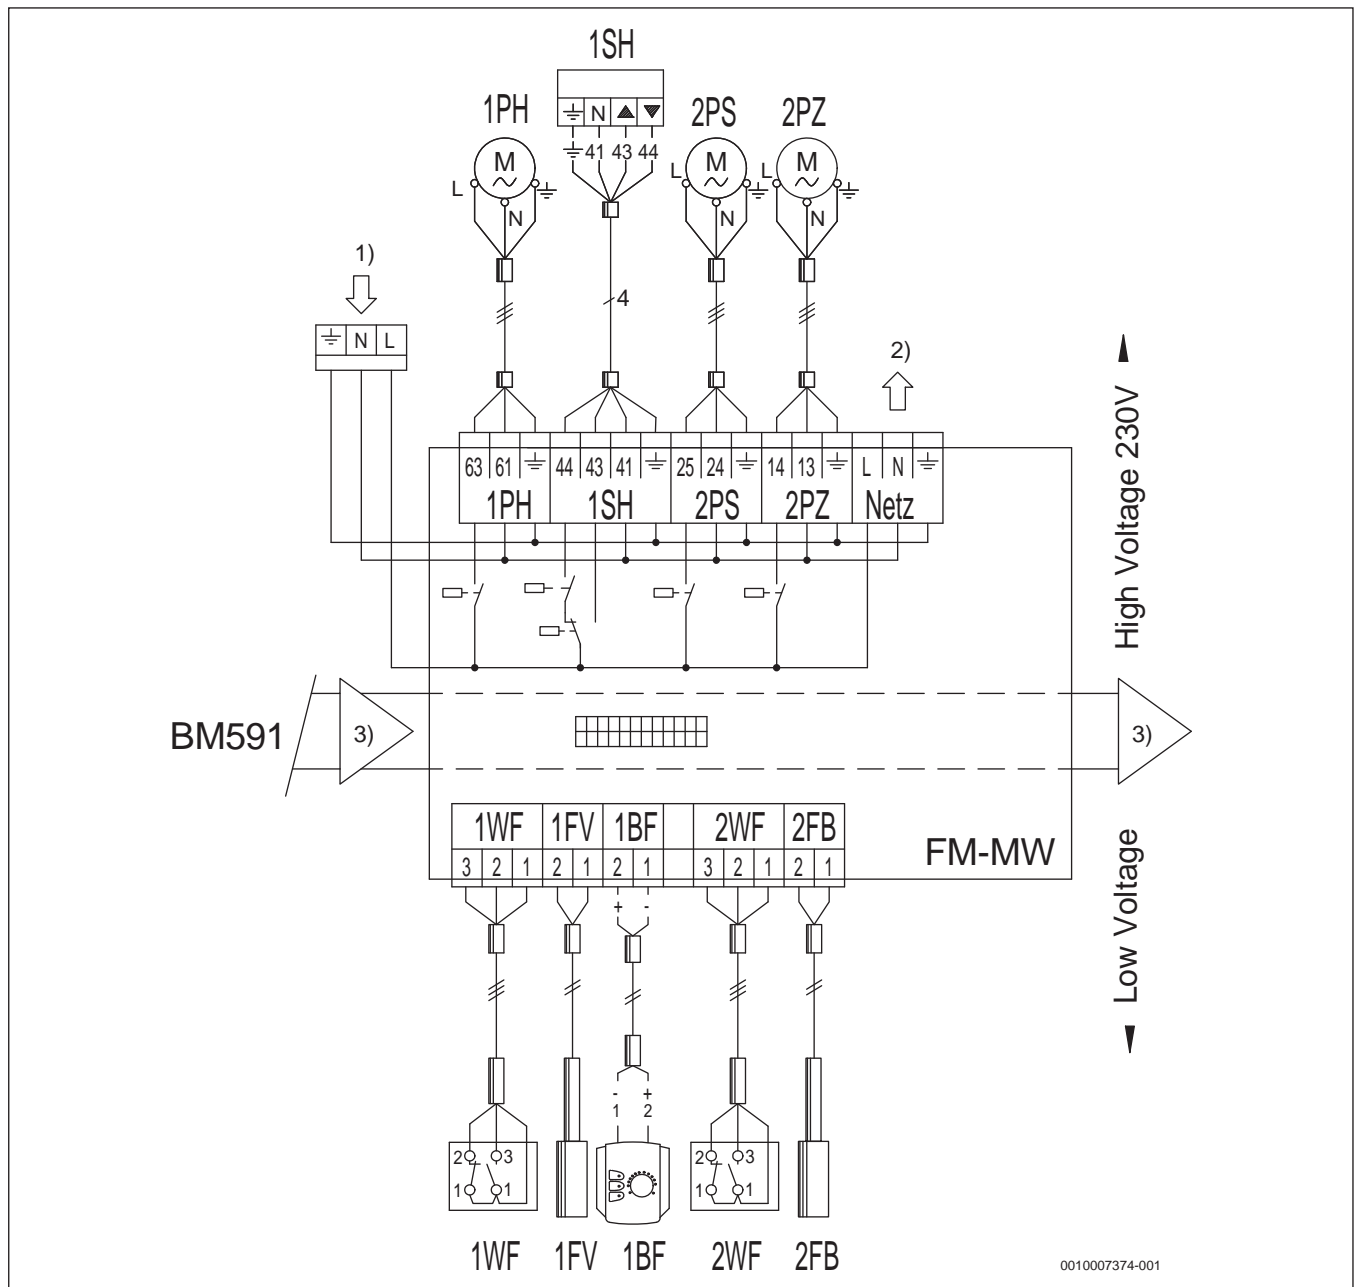 1SH
1PH
N
2PS
2PZ
41 43 44
M
M
M
L
L
L
N
N
N
1)
4
N L
2)
63 61
44 43 41
25 24
14 13
L N
1PH
1SH
2PS
2PZ
Netz
High Voltage 230V
BM591
3)
3)
1WF
1FV
1BF
2WF
2FB
FM-MW
3 2 1
2 1
2 1
3 2 1
2 1
+ -
Low Voltage
- +
1 2
2 3
1 1
2 3
1 1
1WF
1FV
1BF
2WF
2FB
0010007374-001